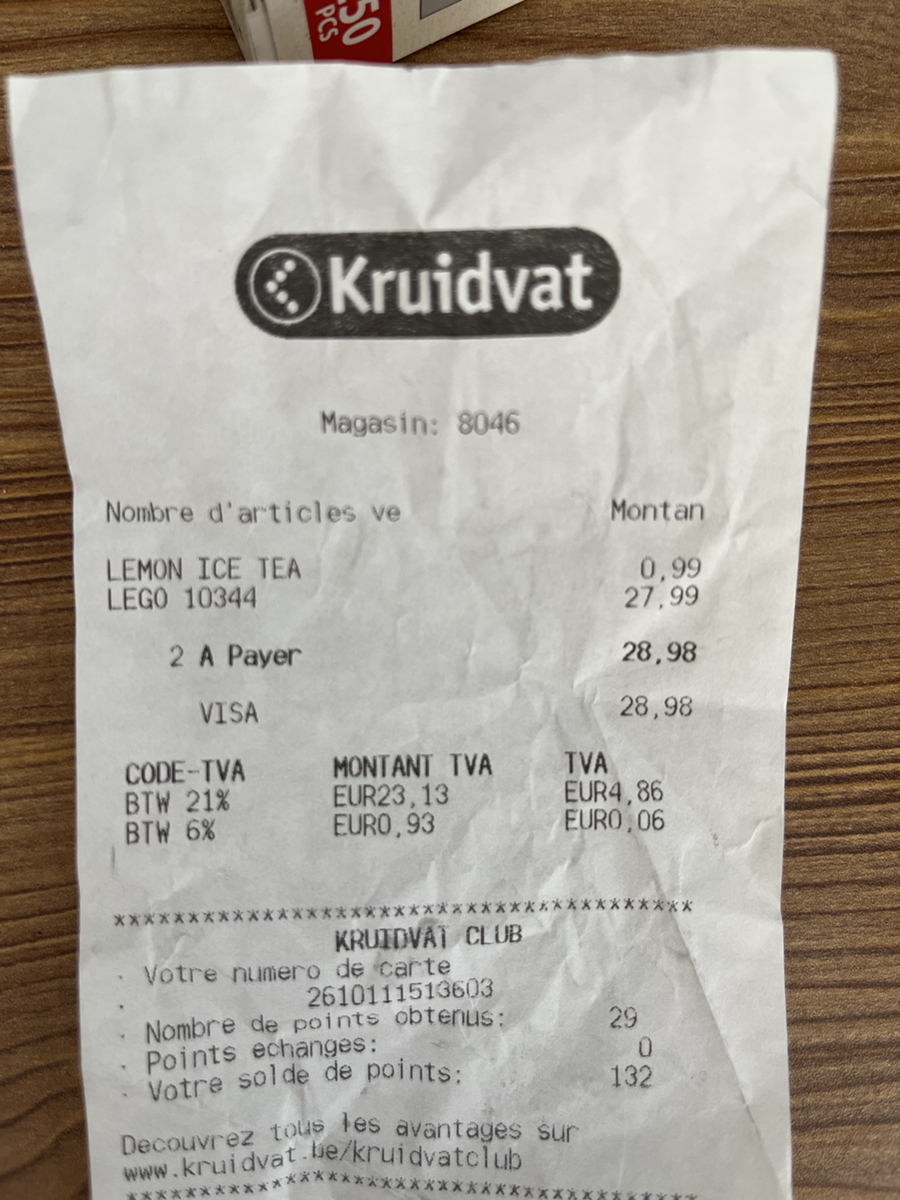 50
PCS
Kruidvat
Magasin: 8046
Nombre d'articles ve Montan
LEMON ICE TEA 0,99
LEGO 10344 27,99
2 A Payer 28,98
VISA 28,98
CODE-TVA MONTANT TVA TVA
BTW 21% EUR23,13 EUR4,86
BTW 6% EUR0,93 EUR0,06
****************************************
KRUIDVAT CLUB
. Votre numero de carte
. 2610111513603
. Nombre de points obtenus: 29
. Points echanges: 0
. Votre solde de points: 132
Decouvrez tous les avantages sur
www.kruidvat.be/kruidvatclub
****************************************